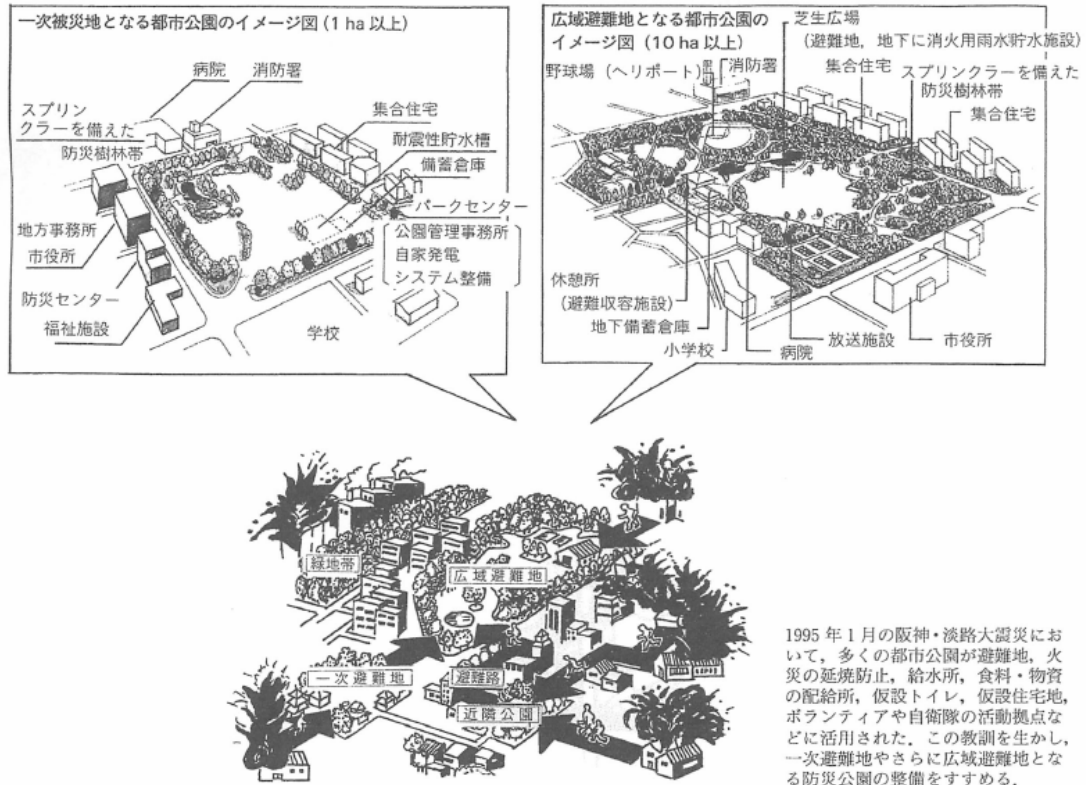 一次被災地となる都市公園のイメージ図 (1 ha 以上)
病院
消防署
スプリン
クラーを備えた
防災樹林帯
集合住宅
耐震性貯水槽
備蓄倉庫
パークセンター
公園管理事務所
自家発電
システム整備
地方事務所
市役所
防災センター
福祉施設
学校
広域避難地となる都市公園の
イメージ図 (10 ha 以上)
芝生広場
(避難地，地下に消火用雨水貯水施設)
野球場 (ヘリポート)
消防署
集合住宅
スプリンクラーを備えた
防災樹林帯
集合住宅
休憩所
(避難収容施設)
地下備蓄倉庫
小学校
病院
放送施設
市役所
緑地帯
広域避難地
一次避難地
避難路
近隣公園
1995 年 1 月の阪神・淡路大震災にお
いて，多くの都市公園が避難地，火
災の延焼防止，給水所，食料・物資
の配給所，仮設トイレ，仮設住宅地，
ボランティアや自衛隊の活動拠点な
どに活用された．この教訓を生かし，
一次避難地やさらに広域避難地とな
る防災公園の整備をすすめる．